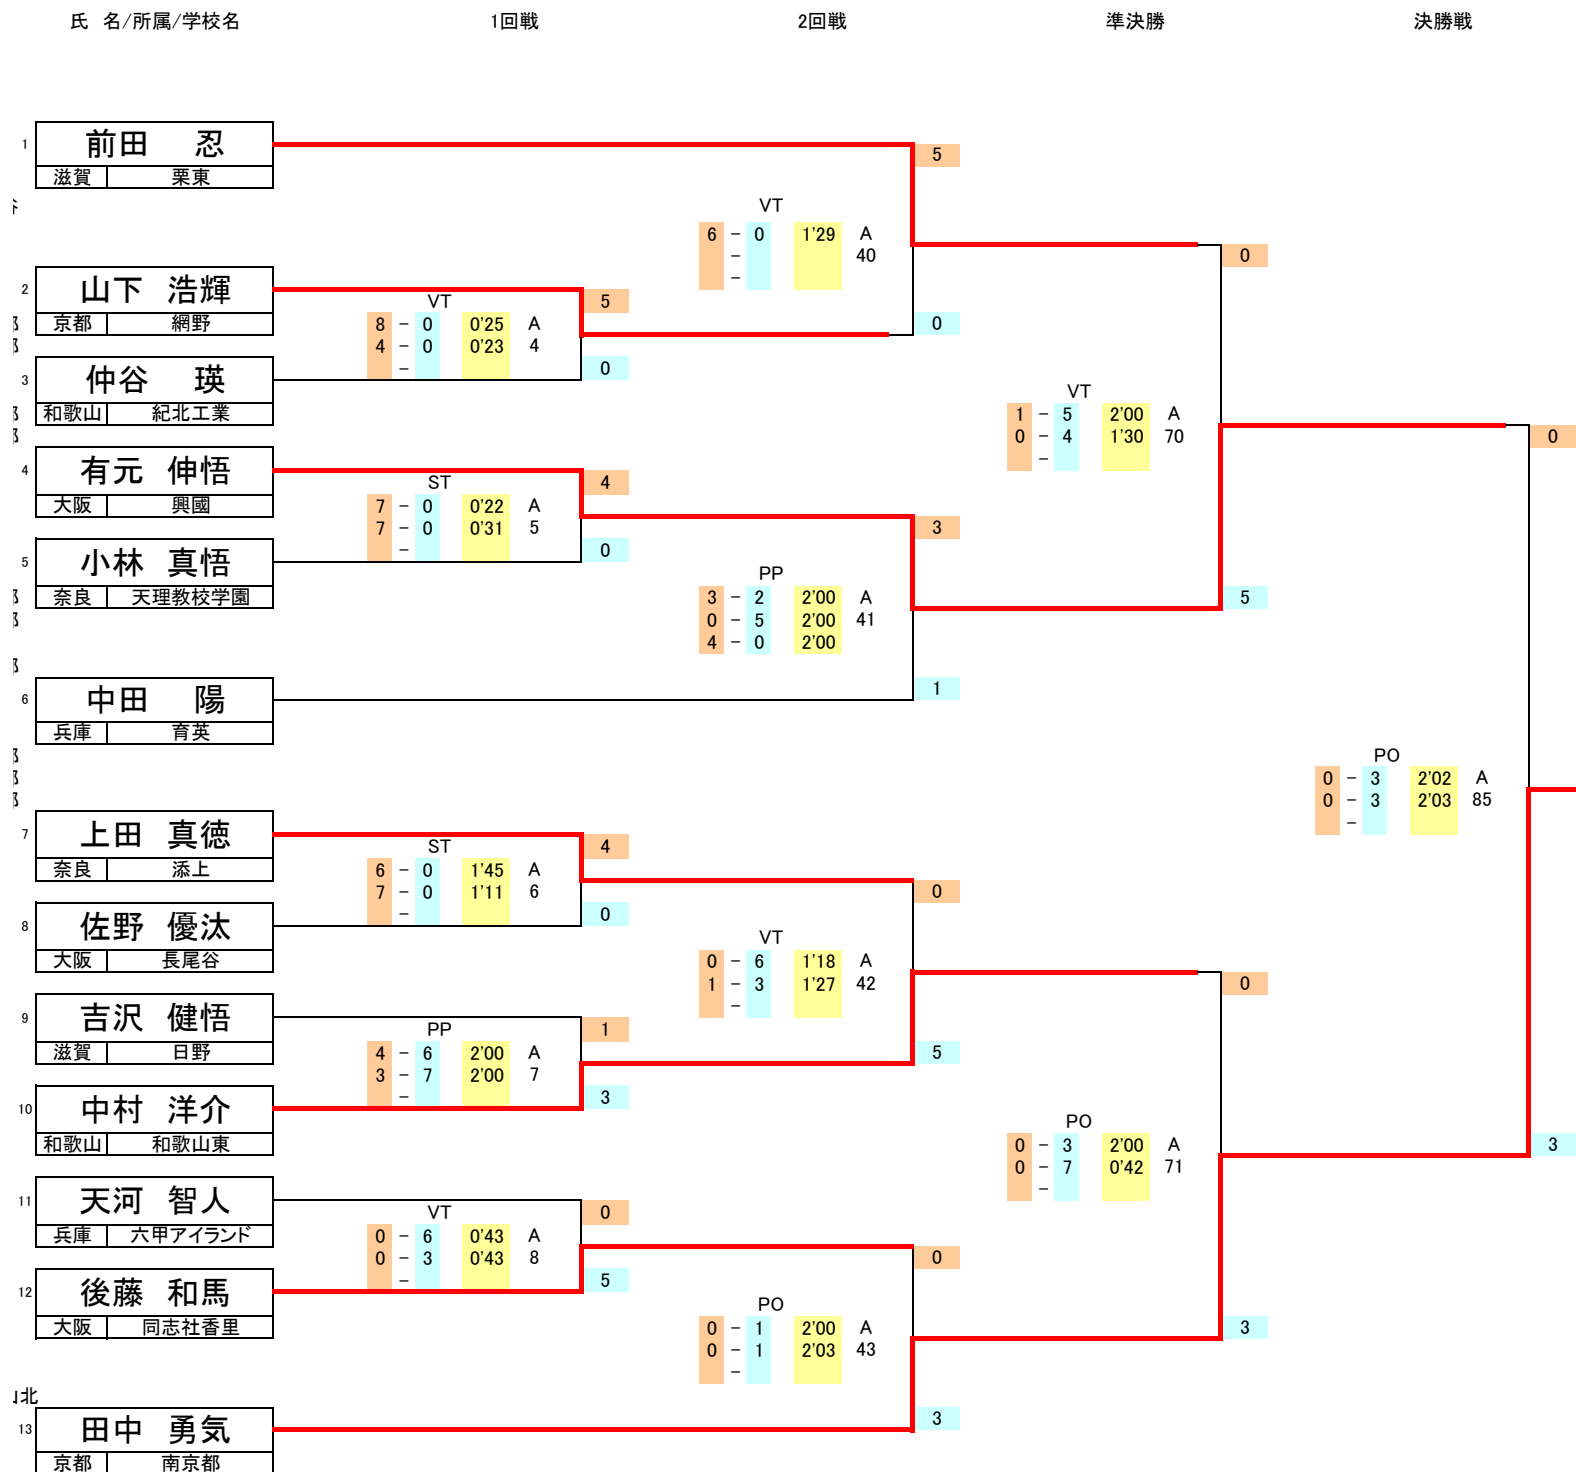 氏 名/所属/学校名 1回戦 2回戦 準決勝 決勝戦
1 前田 忍 5
滋賀 栗東
VT
6 - 0 1'29 A
- 40
-
0
2 山下 浩輝 5
京都 網野
VT
8 - 0 0'25 A
4 - 0 0'23 4
-
0
0
3 仲谷 瑛
和歌山 紀北工業
VT
1 - 5 2'00 A
0 - 4 1'30 70
-
0
4 有元 伸悟 4
大阪 興國
ST
7 - 0 0'22 A
7 - 0 0'31 5
-
3
0
5 小林 真悟
奈良 天理教校学園
PP
3 - 2 2'00 A
0 - 5 2'00 41
4 - 0 2'00
5
1
6 中田 陽
兵庫 育英
PO
0 - 3 2'02 A
0 - 3 2'03 85
-
7 上田 真徳 4
奈良 添上
ST
6 - 0 1'45 A
7 - 0 1'11 6
-
0
0
8 佐野 優汰
大阪 長尾谷
VT
0 - 6 1'18 A
1 - 3 1'27 42
-
0
9 吉沢 健悟 1
滋賀 日野
PP
4 - 6 2'00 A
3 - 7 2'00 7
-
5
3
10 中村 洋介
和歌山 和歌山東
PO
0 - 3 2'00 A
0 - 7 0'42 71
-
3
11 天河 智人 0
兵庫 六甲アイランド
VT
0 - 6 0'43 A
0 - 3 0'43 8
-
0
5
12 後藤 和馬
大阪 同志社香里
PO
0 - 1 2'00 A
0 - 1 2'03 43
-
3
3
北
13 田中 勇気
京都 南京都